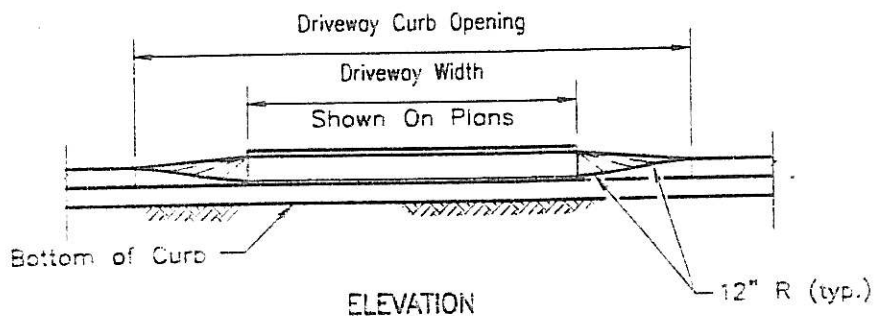 Driveway Curb Opening
Driveway Width
Shown On Plans
Bottom of Curb
12" R (typ.)
ELEVATION